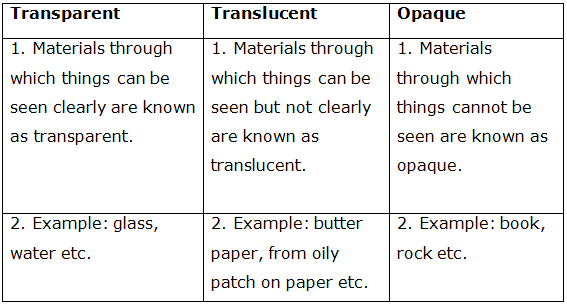 Transparent
Translucent
Opaque
1. Materials through
which things can be
seen clearly are known
as transparent.
1. Materials through
which things can be
seen but not clearly
are known as
translucent.
1. Materials
through which
things cannot be
seen are known as
opaque.
2. Example: glass,
water etc.
2. Example: butter
paper, from oily
patch on paper etc.
2. Example: book,
rock etc.